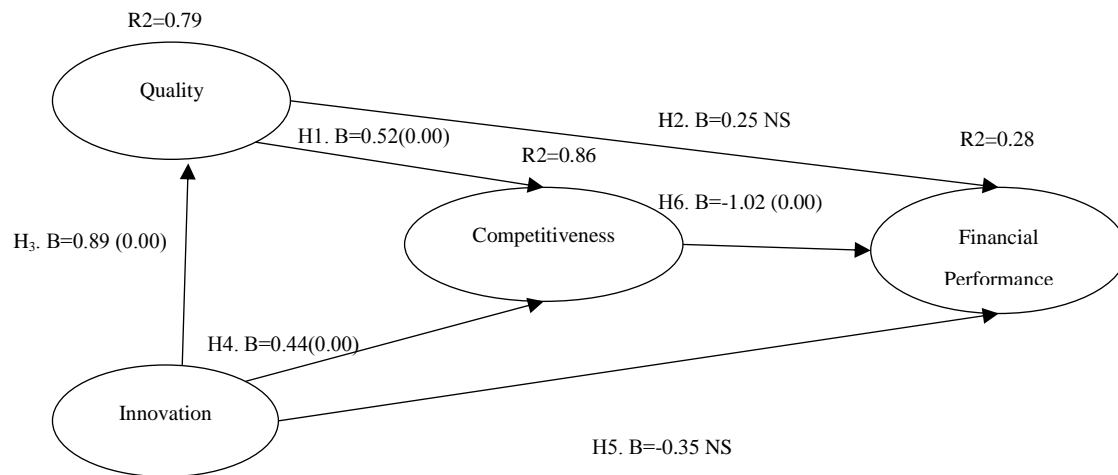 R2=0.79
Quality
H2. B=0.25 NS
H1. B=0.52(0.00)
R2=0.86
R2=0.28
H6. B=-1.02 (0.00)
Competitiveness
Financial
Performance
H₃. B=0.89 (0.00)
H4. B=0.44(0.00)
Innovation
H5. B=-0.35 NS